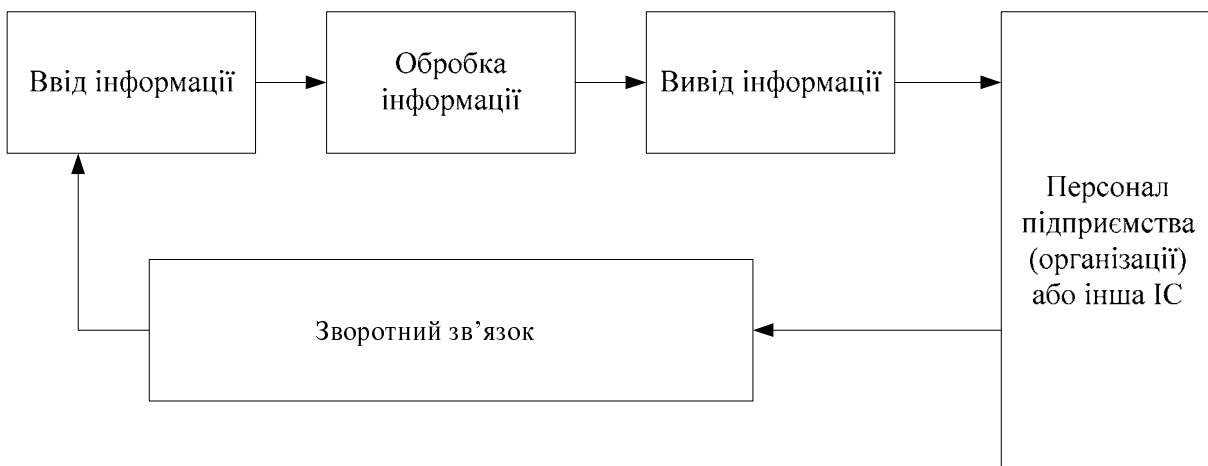 Ввід інформації
Обробка
інформації
Вивід інформації
Персонал
підприємства
(організації)
або інша ІС
Зворотний зв’язок